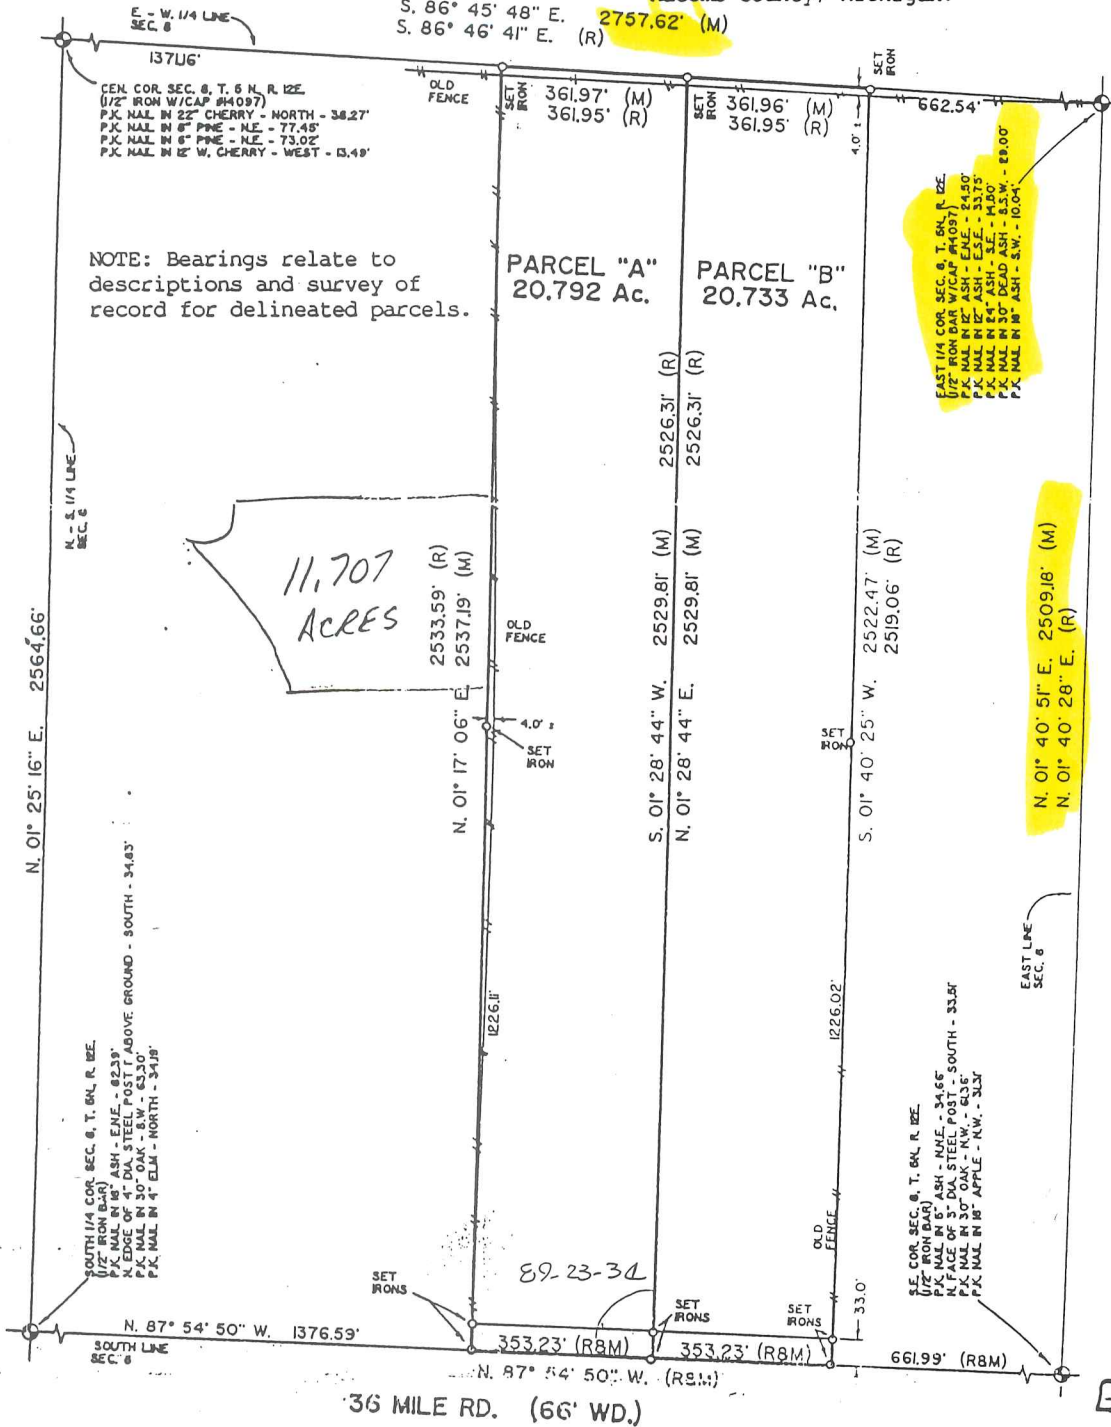 S. 86° 45' 48" E. 2757.62' (M)
S. 86° 46' 41" E. (R)
E. - W. 1/4 LINE
SEC. 8
1371.16'
CEN. COR. SEC. 8, T. 5 N., R. 12E.
(1/2" IRON W/CAP #14097)
P.K. NAIL IN 22" CHERRY - NORTH - 38.27'
P.K. NAIL IN 8" PINE - N.E. - 77.45'
P.K. NAIL IN 6" PINE - N.E. - 73.02'
P.K. NAIL IN 12" W. CHERRY - WEST - 13.49'
OLD
FENCE
SET
IRON
361.97' (M)
361.95' (R)
SET
IRON
361.96' (M)
361.95' (R)
SET
IRON
4.0' ±
662.54'
EAST 1/4 COR. SEC. 8, T. 5N., R. 12E.
(1/2" IRON BAR W/CAP #14097)
P.K. NAIL IN 12" ASH - E.N.E. - 24.50'
P.K. NAIL IN 12" ASH - E.S.E. - 33.75'
P.K. NAIL IN 24" ASH - S.E. - 14.60'
P.K. NAIL IN 30" DEAD ASH - S.S.W. - 29.00'
P.K. NAIL IN 18" ASH - S.W. - 10.04'
NOTE: Bearings relate to
descriptions and survey of
record for delineated parcels.
PARCEL "A"
20.792 Ac.
PARCEL "B"
20.733 Ac.
N. - S. 1/4 LINE
SEC. 8
N. 01° 25' 16" E. 2564.66'
11.707
ACRES
2533.59' (R)
N. 01° 17' 06" E. 2537.19' (M)
OLD
FENCE
4.0' ±
SET
IRON
2526.31' (R)
S. 01° 28' 44" W. 2529.81' (M)
2526.31' (R)
N. 01° 28' 44" E. 2529.81' (M)
SET
IRON
S. 01° 40' 25" W. 2522.47' (M)
2519.06' (R)
N. 01° 40' 51" E. 2509.18' (M)
N. 01° 40' 28" E. (R)
EAST LINE
SEC. 8
1226.11'
1226.02'
SOUTH 1/4 COR. SEC. 8, T. 5N., R. 12E.
(1/2" IRON BAR)
P.K. NAIL IN 16" ASH - E.N.E. - 62.39'
N. EDGE OF 4" DIA. STEEL POST 1' ABOVE GROUND - SOUTH - 34.83'
P.K. NAIL IN 30" OAK - S.W. - 63.30'
P.K. NAIL IN 4" ELM - NORTH - 34.19'
S.E. COR. SEC. 8, T. 5N., R. 12E.
(1/2" IRON BAR)
P.K. NAIL IN 15" ASH - N.N.E. - 34.66'
N. FACE OF 3" DIA. STEEL POST - SOUTH - 33.51'
P.K. NAIL IN 30" OAK - N.W. - 61.36'
P.K. NAIL IN 18" APPLE - N.W. - 31.31'
OLD
FENCE
33.0'
SET
IRONS
89-23-34
SET
IRONS
SET
IRONS
N. 87° 54' 50" W. 1376.59'
SOUTH LINE
SEC. 8
353.23' (R&M)
353.23' (R&M)
661.99' (R&M)
N. 87° 54' 50" W. (R&M)
36 MILE RD. (66' WD.)